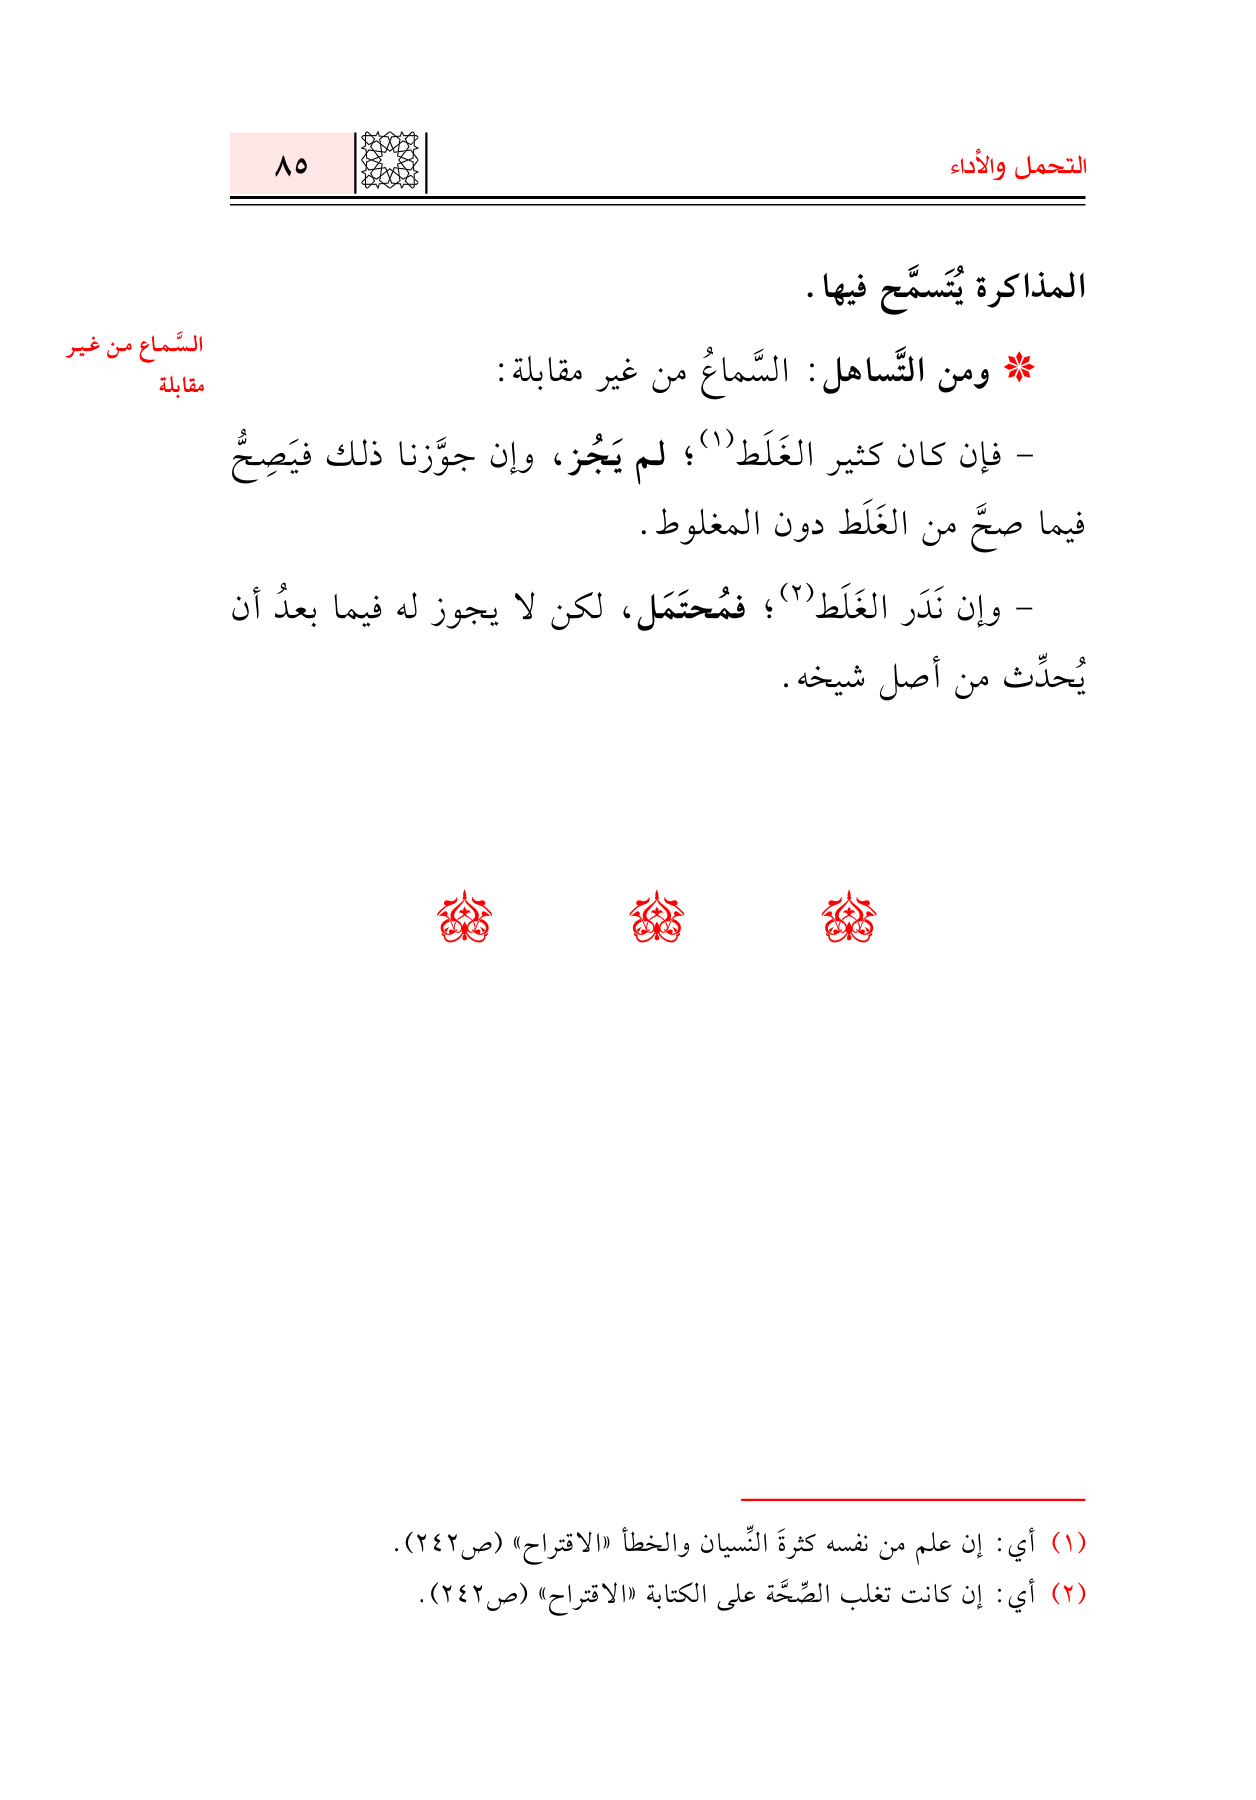 التحمل والأداء
٨٥
المذاكرة يُتَسمَّح فيها.
السَّماع من غير
مقابلة
ومن التَّساهل: السَّماعُ من غير مقابلة:
– فإن كان كثير الغَلَط(١)؛ لم يَجُز، وإن جوَّزنا ذلك فيَصِحُّ
فيما صحَّ من الغَلَط دون المغلوط.
– وإن نَدَر الغَلَط(٢)؛ فمُحتَمَل، لكن لا يجوز له فيما بعدُ أن
يُحدِّث من أصل شيخه.
(١) أي: إن علم من نفسه كثرةَ النِّسيان والخطأ «الاقتراح» (ص٢٤٢).
(٢) أي: إن كانت تغلب الصِّحَّة على الكتابة «الاقتراح» (ص٢٤٢).